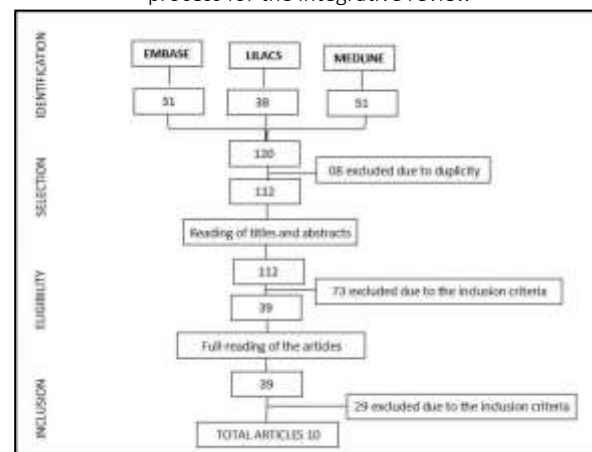 process for the integrative review
IDENTIFICATION
EMBASE LILACS MEDLINE
51 38 51
120
08 excluded due to duplicity
SELECTION
112
Reading of titles and abstracts
112
73 excluded due to the inclusion criteria
ELIGIBILITY
39
Full-reading of the articles
39
29 excluded due to the inclusion criteria
INCLUSION
TOTAL ARTICLES 10